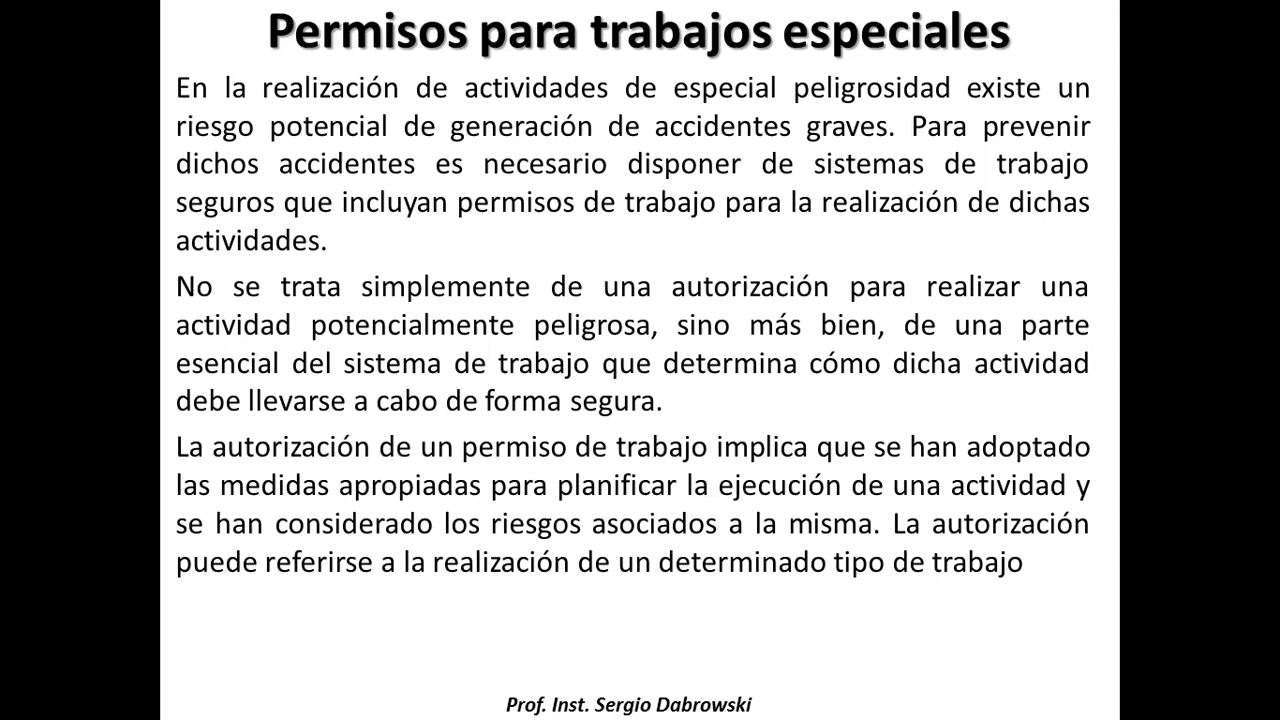 Permisos para trabajos especiales
En la realización de actividades de especial peligrosidad existe un
riesgo potencial de generación de accidentes graves. Para prevenir
dichos accidentes es necesario disponer de sistemas de trabajo
seguros que incluyan permisos de trabajo para la realización de dichas
actividades.
No se trata simplemente de una autorización para realizar una
actividad potencialmente peligrosa, sino más bien, de una parte
esencial del sistema de trabajo que determina cómo dicha actividad
debe llevarse a cabo de forma segura.
La autorización de un permiso de trabajo implica que se han adoptado
las medidas apropiadas para planificar la ejecución de una actividad y
se han considerado los riesgos asociados a la misma. La autorización
puede referirse a la realización de un determinado tipo de trabajo
Prof. Inst. Sergio Dabrowski